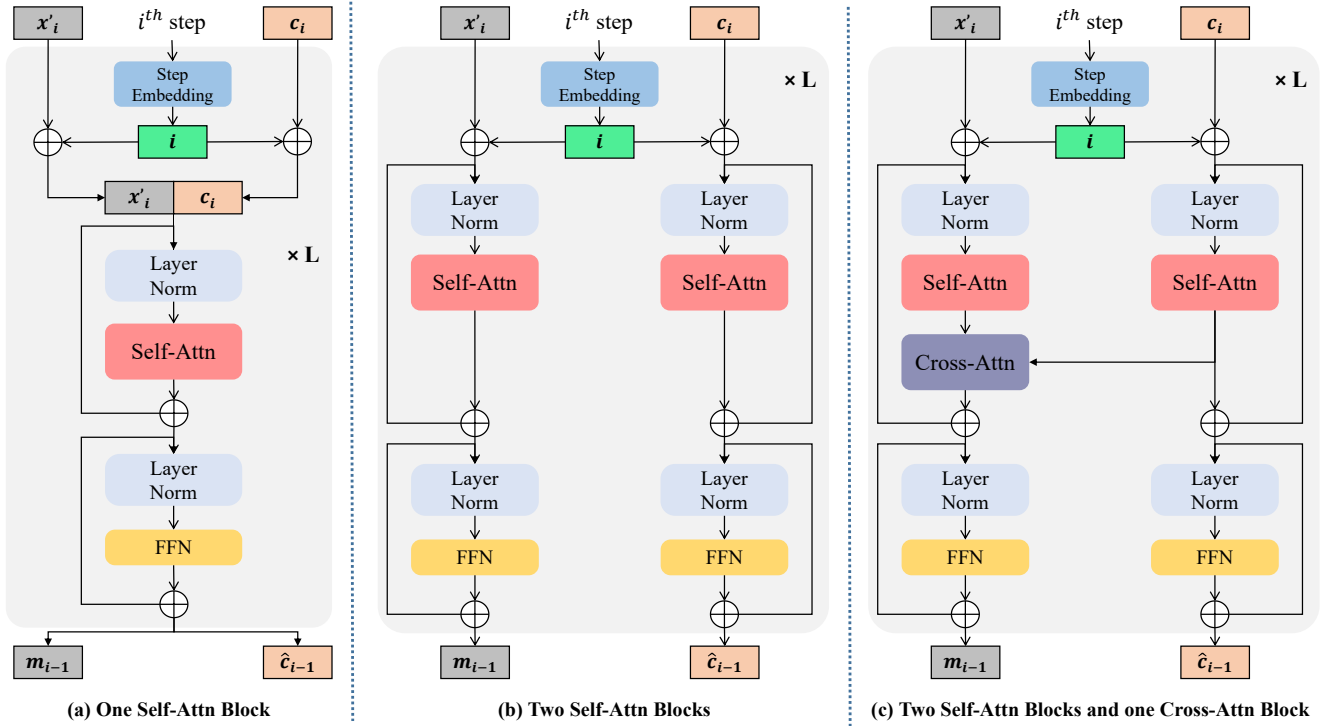 x'ᵢ
iᵗʰ step
cᵢ
Step
Embedding
i
x'ᵢ
cᵢ
× L
Layer
Norm
Self-Attn
Layer
Norm
FFN
mᵢ₋₁
ĉᵢ₋₁
(a) One Self-Attn Block
x'ᵢ
iᵗʰ step
cᵢ
× L
Step
Embedding
i
Layer
Norm
Layer
Norm
Self-Attn
Self-Attn
Layer
Norm
Layer
Norm
FFN
FFN
mᵢ₋₁
ĉᵢ₋₁
(b) Two Self-Attn Blocks
x'ᵢ
iᵗʰ step
cᵢ
× L
Step
Embedding
i
Layer
Norm
Layer
Norm
Self-Attn
Self-Attn
Cross-Attn
Layer
Norm
Layer
Norm
FFN
FFN
mᵢ₋₁
ĉᵢ₋₁
(c) Two Self-Attn Blocks and one Cross-Attn Block